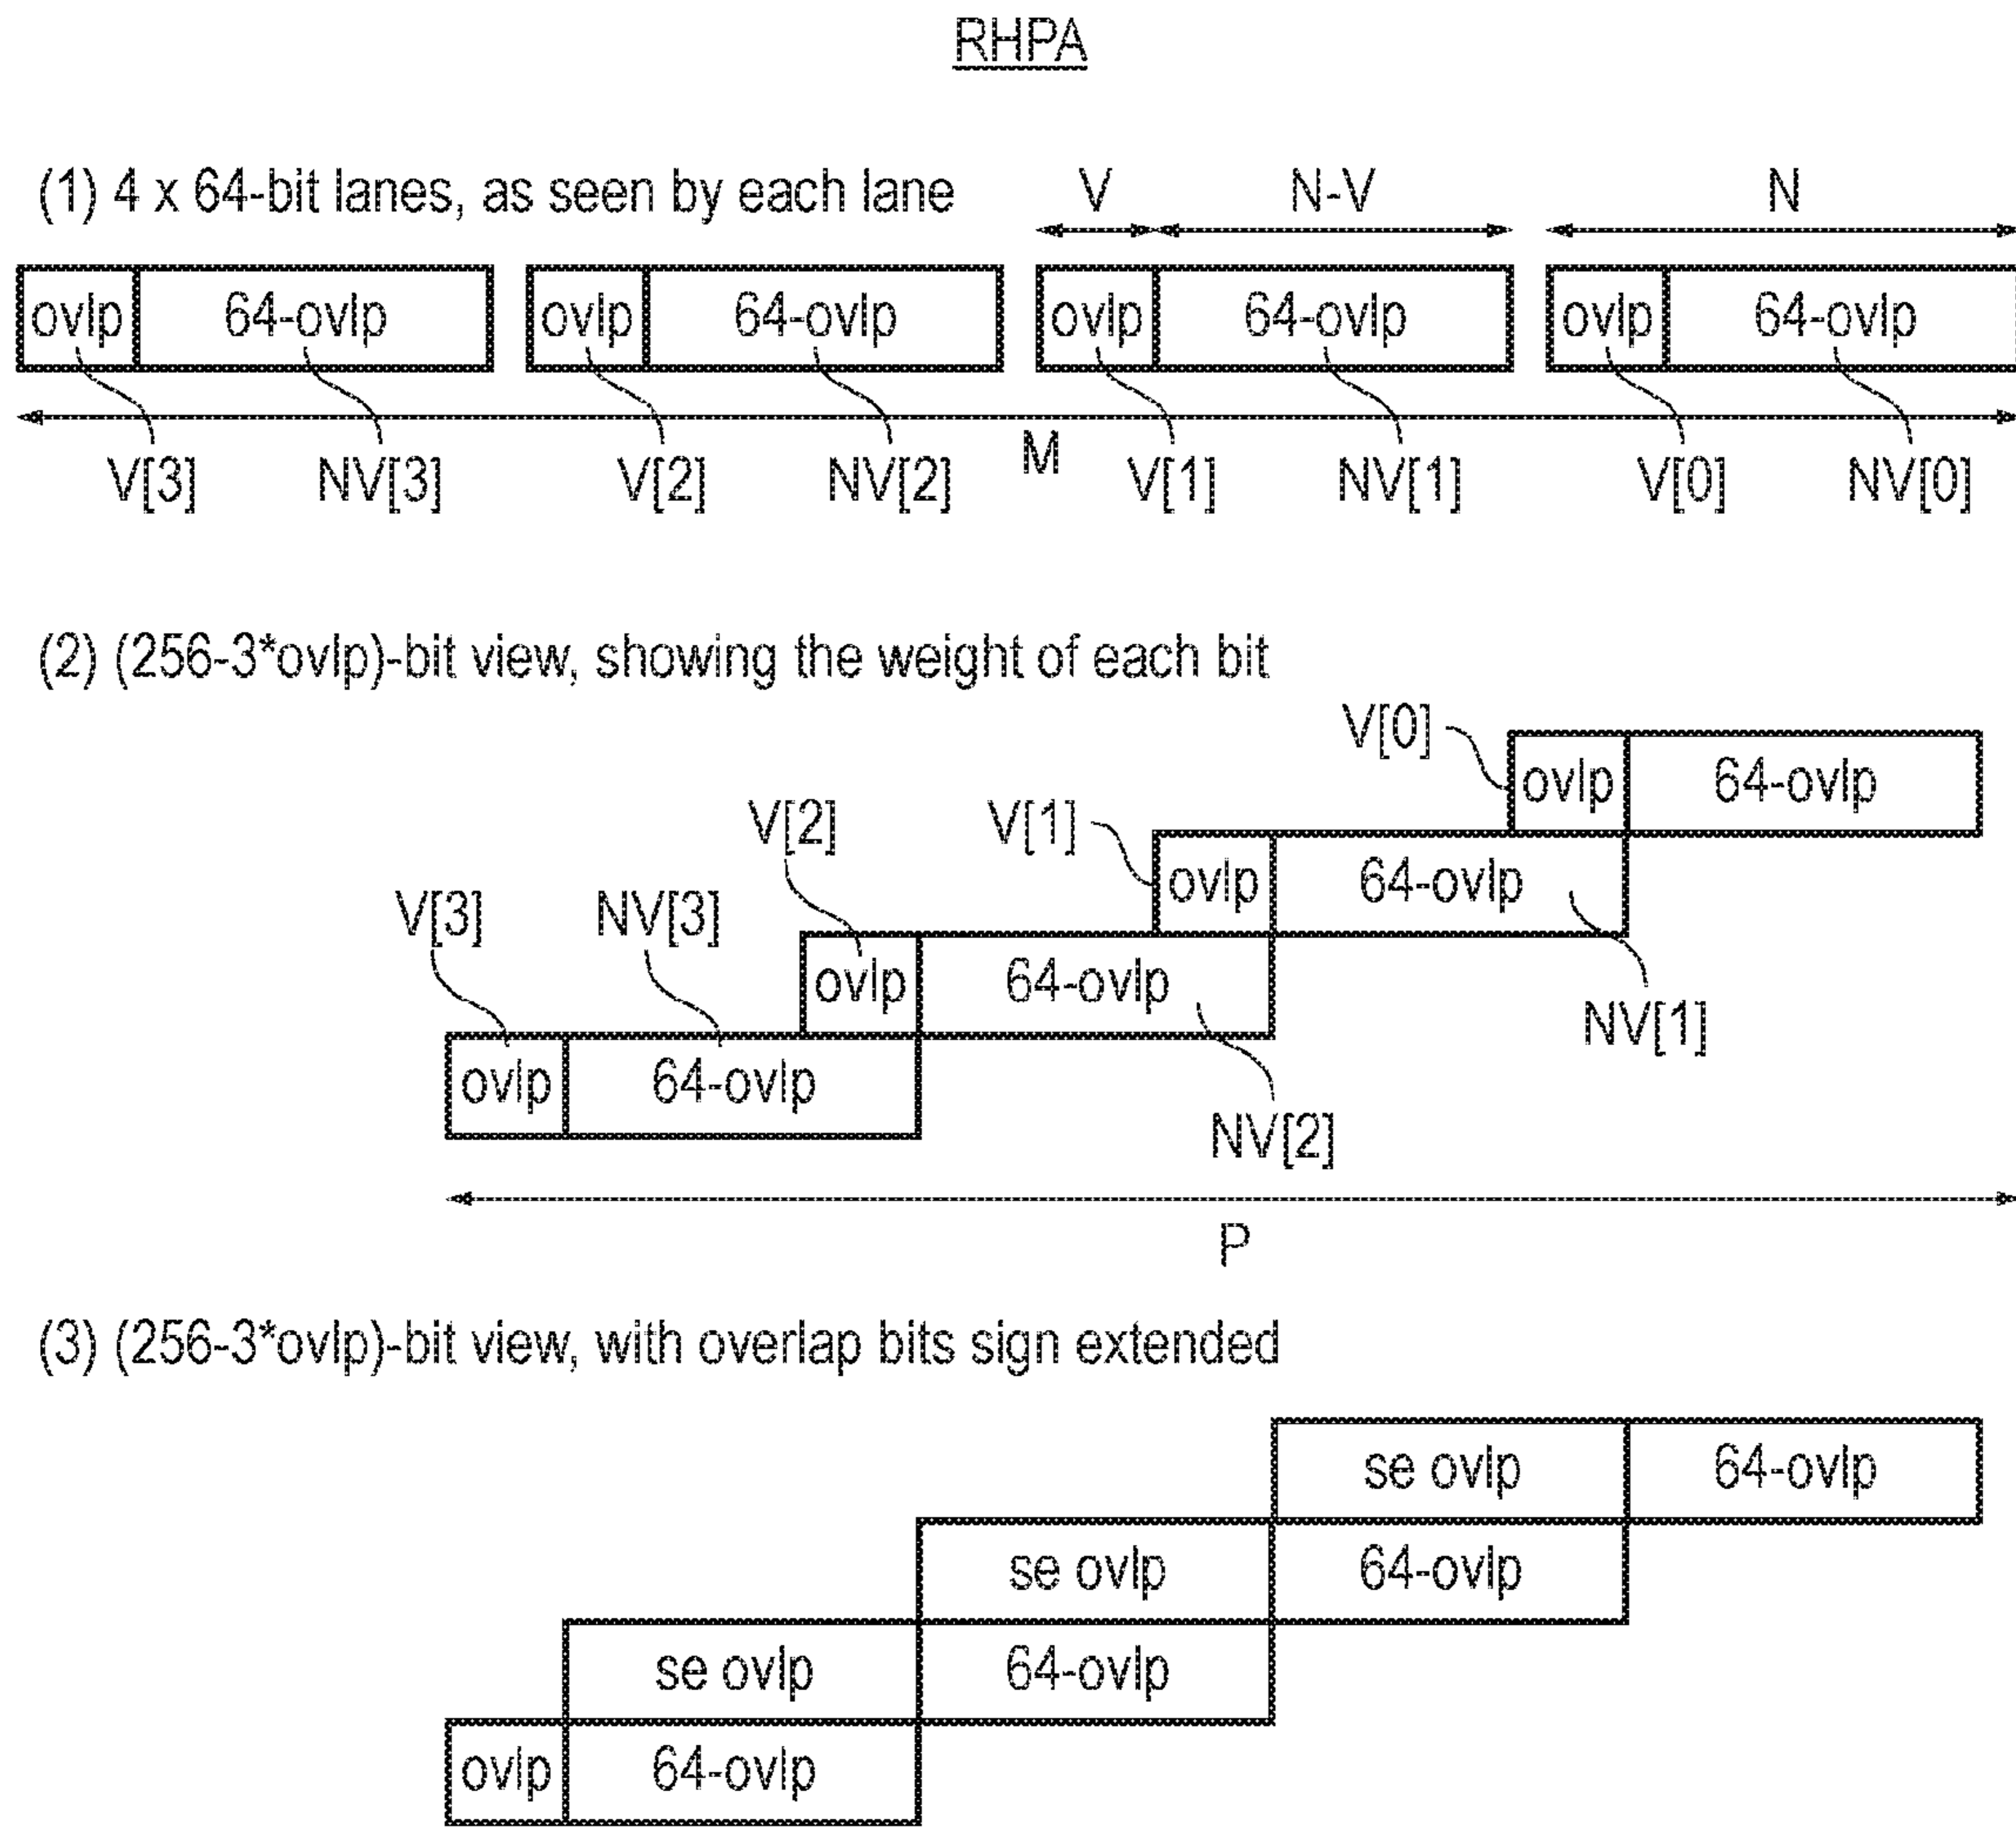 RHPA
(1) 4 x 64-bit lanes, as seen by each lane
V N-V N
ovlp 64-ovlp ovlp 64-ovlp ovlp 64-ovlp ovlp 64-ovlp
M
V[3] NV[3] V[2] NV[2] V[1] NV[1] V[0] NV[0]
(2) (256-3*ovlp)-bit view, showing the weight of each bit
V[0]
ovlp 64-ovlp
V[2] V[1]
ovlp 64-ovlp
V[3] NV[3]
ovlp 64-ovlp
NV[1]
ovlp 64-ovlp
NV[2]
P
(3) (256-3*ovlp)-bit view, with overlap bits sign extended
se ovlp 64-ovlp
se ovlp 64-ovlp
se ovlp 64-ovlp
ovlp 64-ovlp